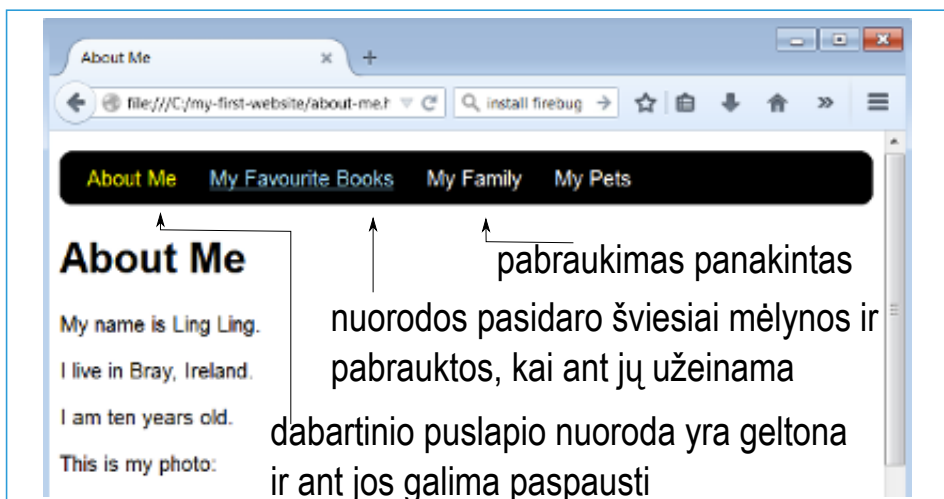 About Me
file:///C:/my-first-website/about-me.h
install firebug
About Me My Favourite Books My Family My Pets
About Me
pabraukimas panakintas
My name is Ling Ling.
nuorodos pasidaro šviesiai mėlynos ir
pabrauktos, kai ant jų užeinama
I live in Bray, Ireland.
I am ten years old.
dabartinio puslapio nuoroda yra geltona
ir ant jos galima paspausti
This is my photo: